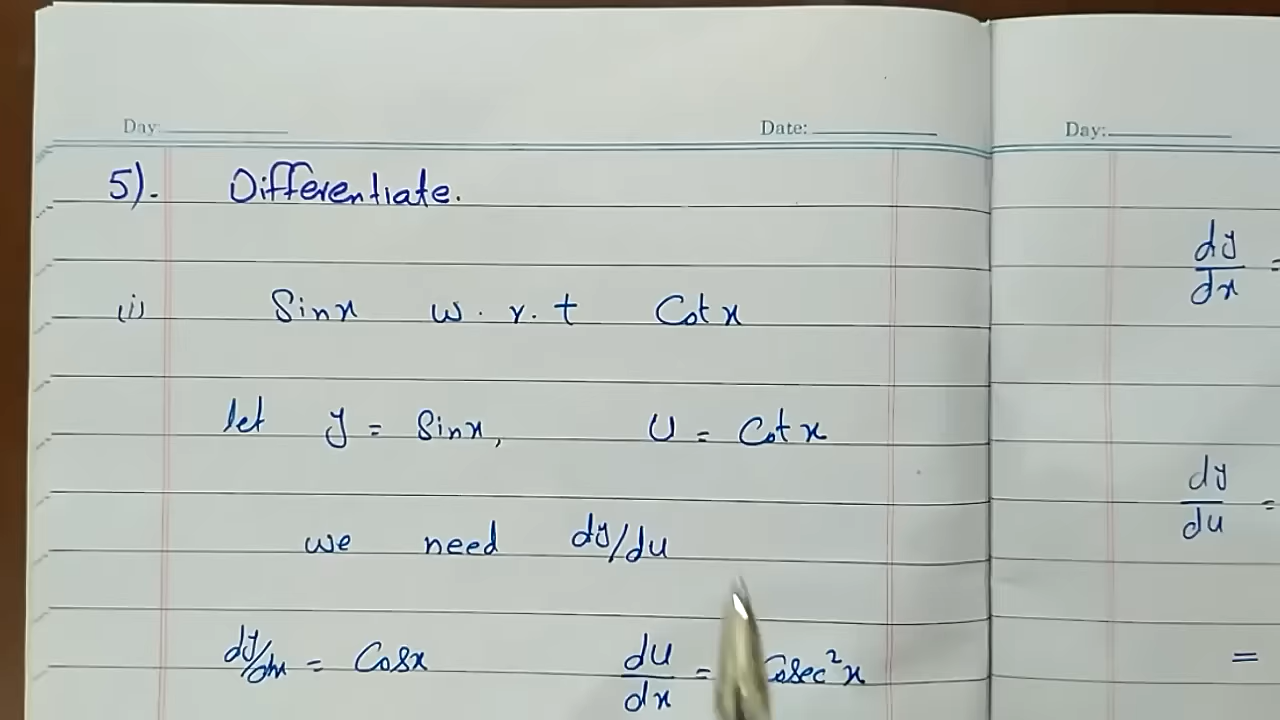 Day: Date:
5). Differentiate.
(i) Sinx w.r.t Cotx
let y = Sinx, U = Cotx
we need dy/du
dy/dx = Cosx du/dx = Cosec²x
Day:
dy/dx =
dy/du =
=